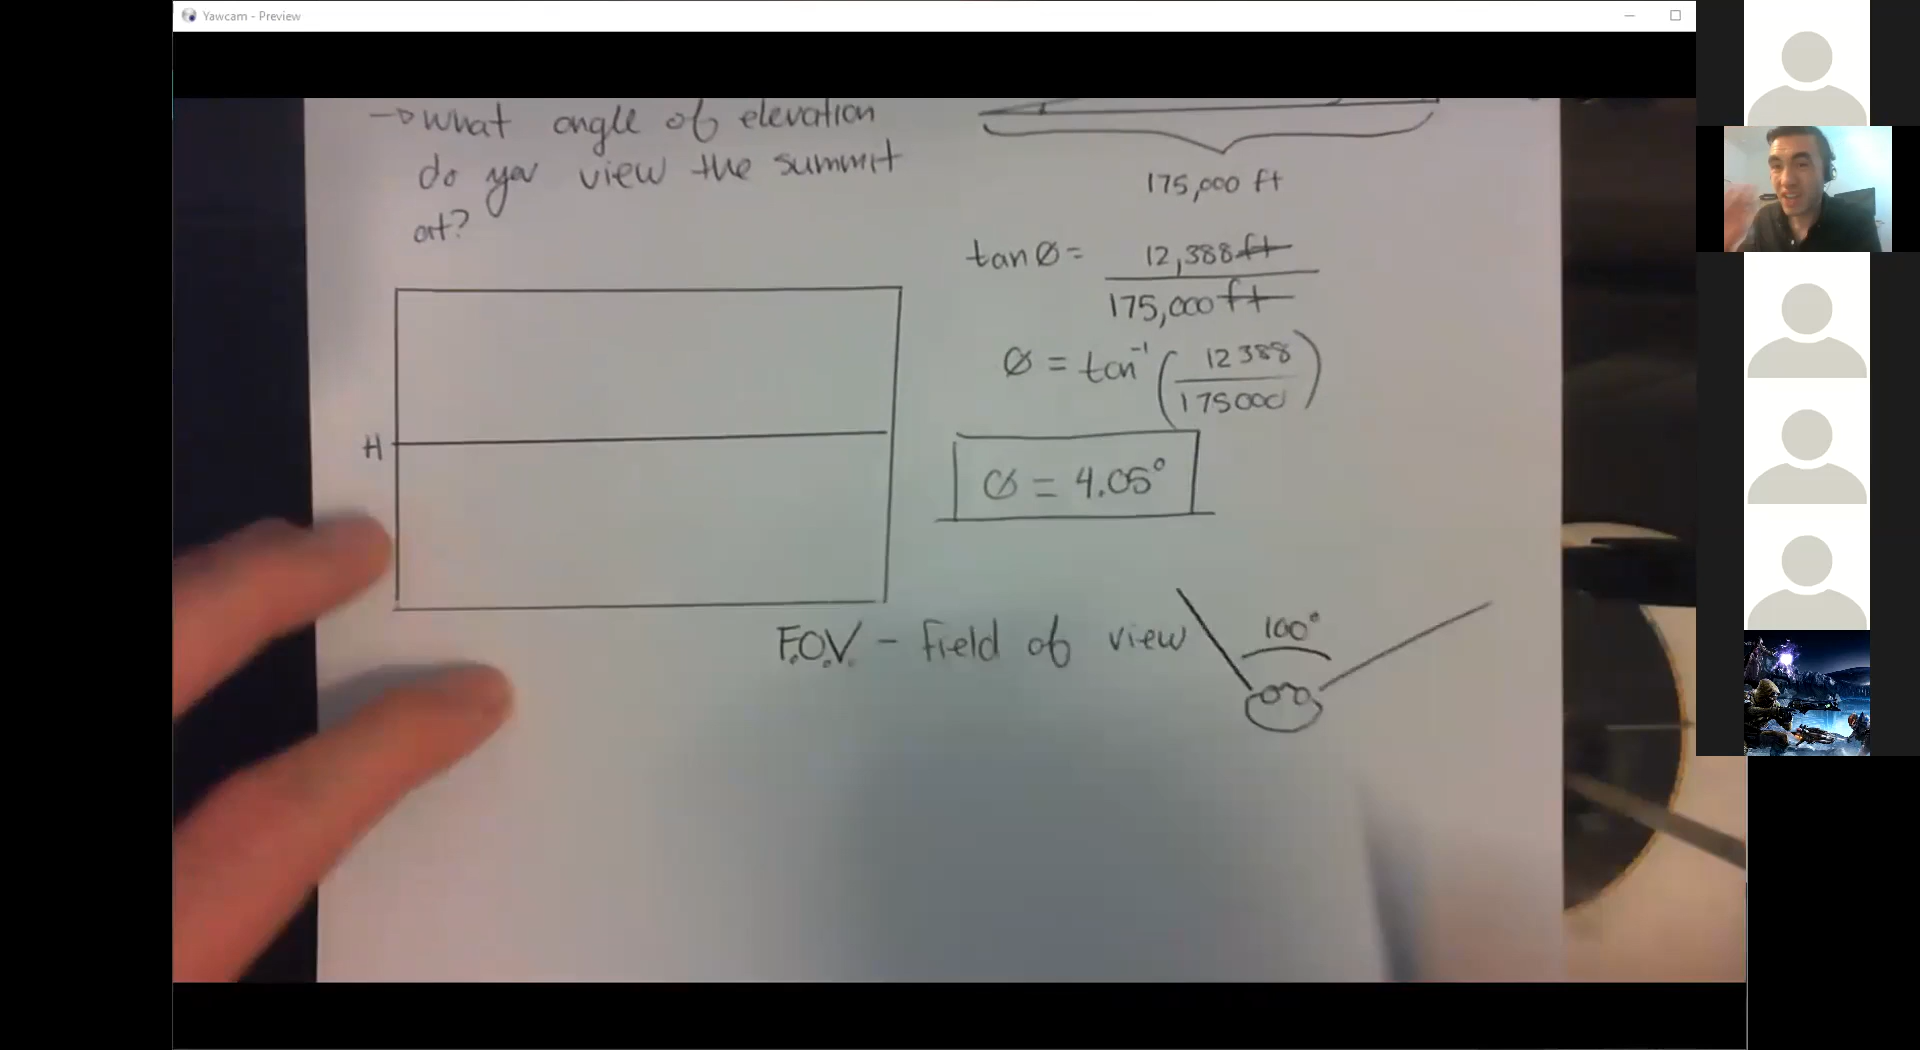 Yawcam - Preview
→ what angle of elevation
do you view the summit
at?
175,000 ft
tan Ø = 12,388 ft
175,000 ft
Ø = tan⁻¹ ( 12388
175000 )
H
Ø = 4.05°
F.O.V. - Field of view
100°